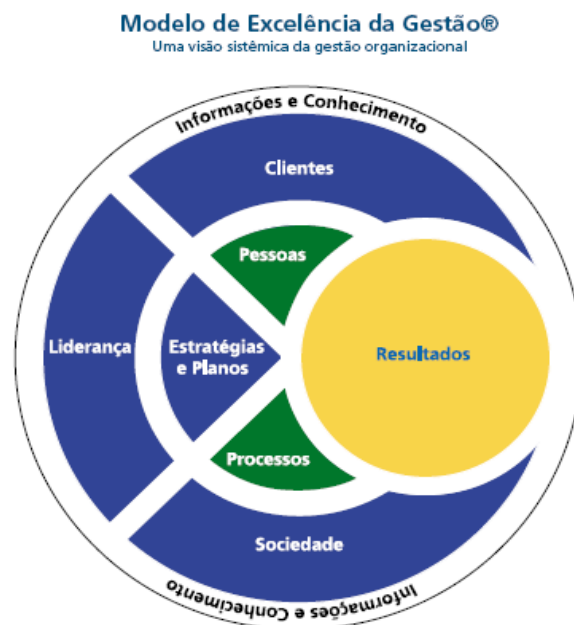 Modelo de Excelência da Gestão®
Uma visão sistêmica da gestão organizacional
Informações e Conhecimento
Clientes
Pessoas
Liderança
Estratégias
e Planos
Resultados
Processos
Sociedade
Informações e Conhecimento